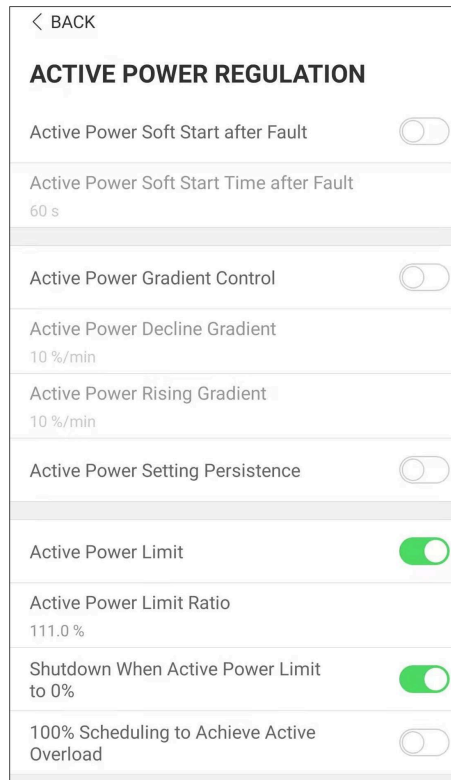 < BACK
ACTIVE POWER REGULATION
Active Power Soft Start after Fault
Active Power Soft Start Time after Fault
60 s
Active Power Gradient Control
Active Power Decline Gradient
10 %/min
Active Power Rising Gradient
10 %/min
Active Power Setting Persistence
Active Power Limit
Active Power Limit Ratio
111.0 %
Shutdown When Active Power Limit
to 0%
100% Scheduling to Achieve Active
Overload